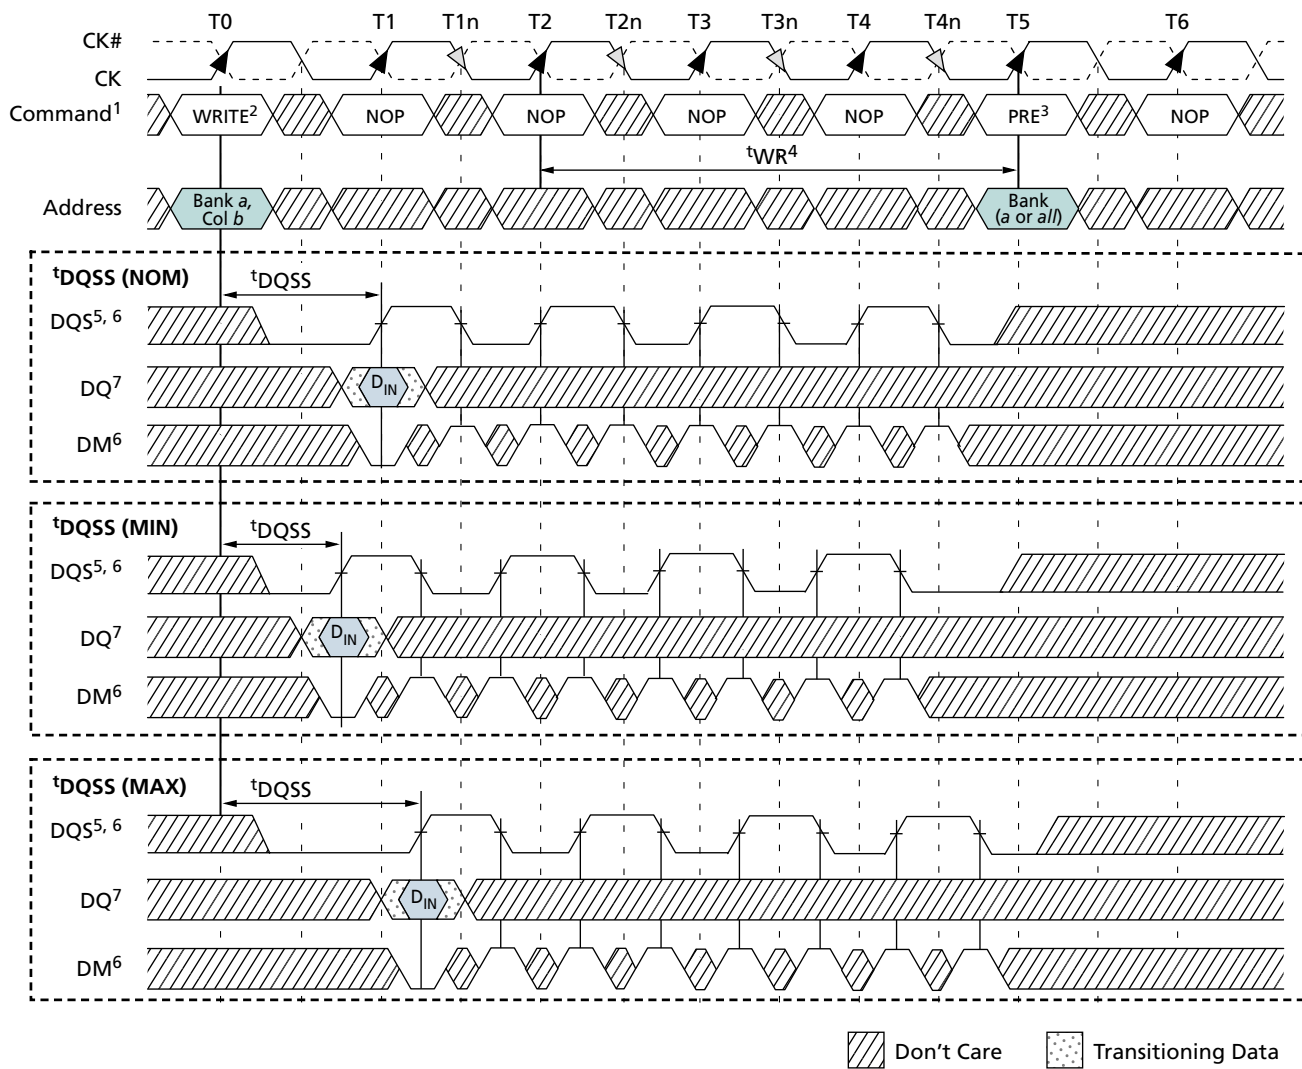 T0 T1 T1n T2 T2n T3 T3n T4 T4n T5 T6
CK#
CK
Command¹ WRITE² NOP NOP NOP NOP PRE³ NOP
ᵗWR⁴
Address Bank a, Col b Bank (a or all)
ᵗDQSS (NOM) ᵗDQSS
DQS⁵, ⁶
DQ⁷ DIN
DM⁶
ᵗDQSS (MIN) ᵗDQSS
DQS⁵, ⁶
DQ⁷ DIN
DM⁶
ᵗDQSS (MAX) ᵗDQSS
DQS⁵, ⁶
DQ⁷ DIN
DM⁶
Don't Care Transitioning Data